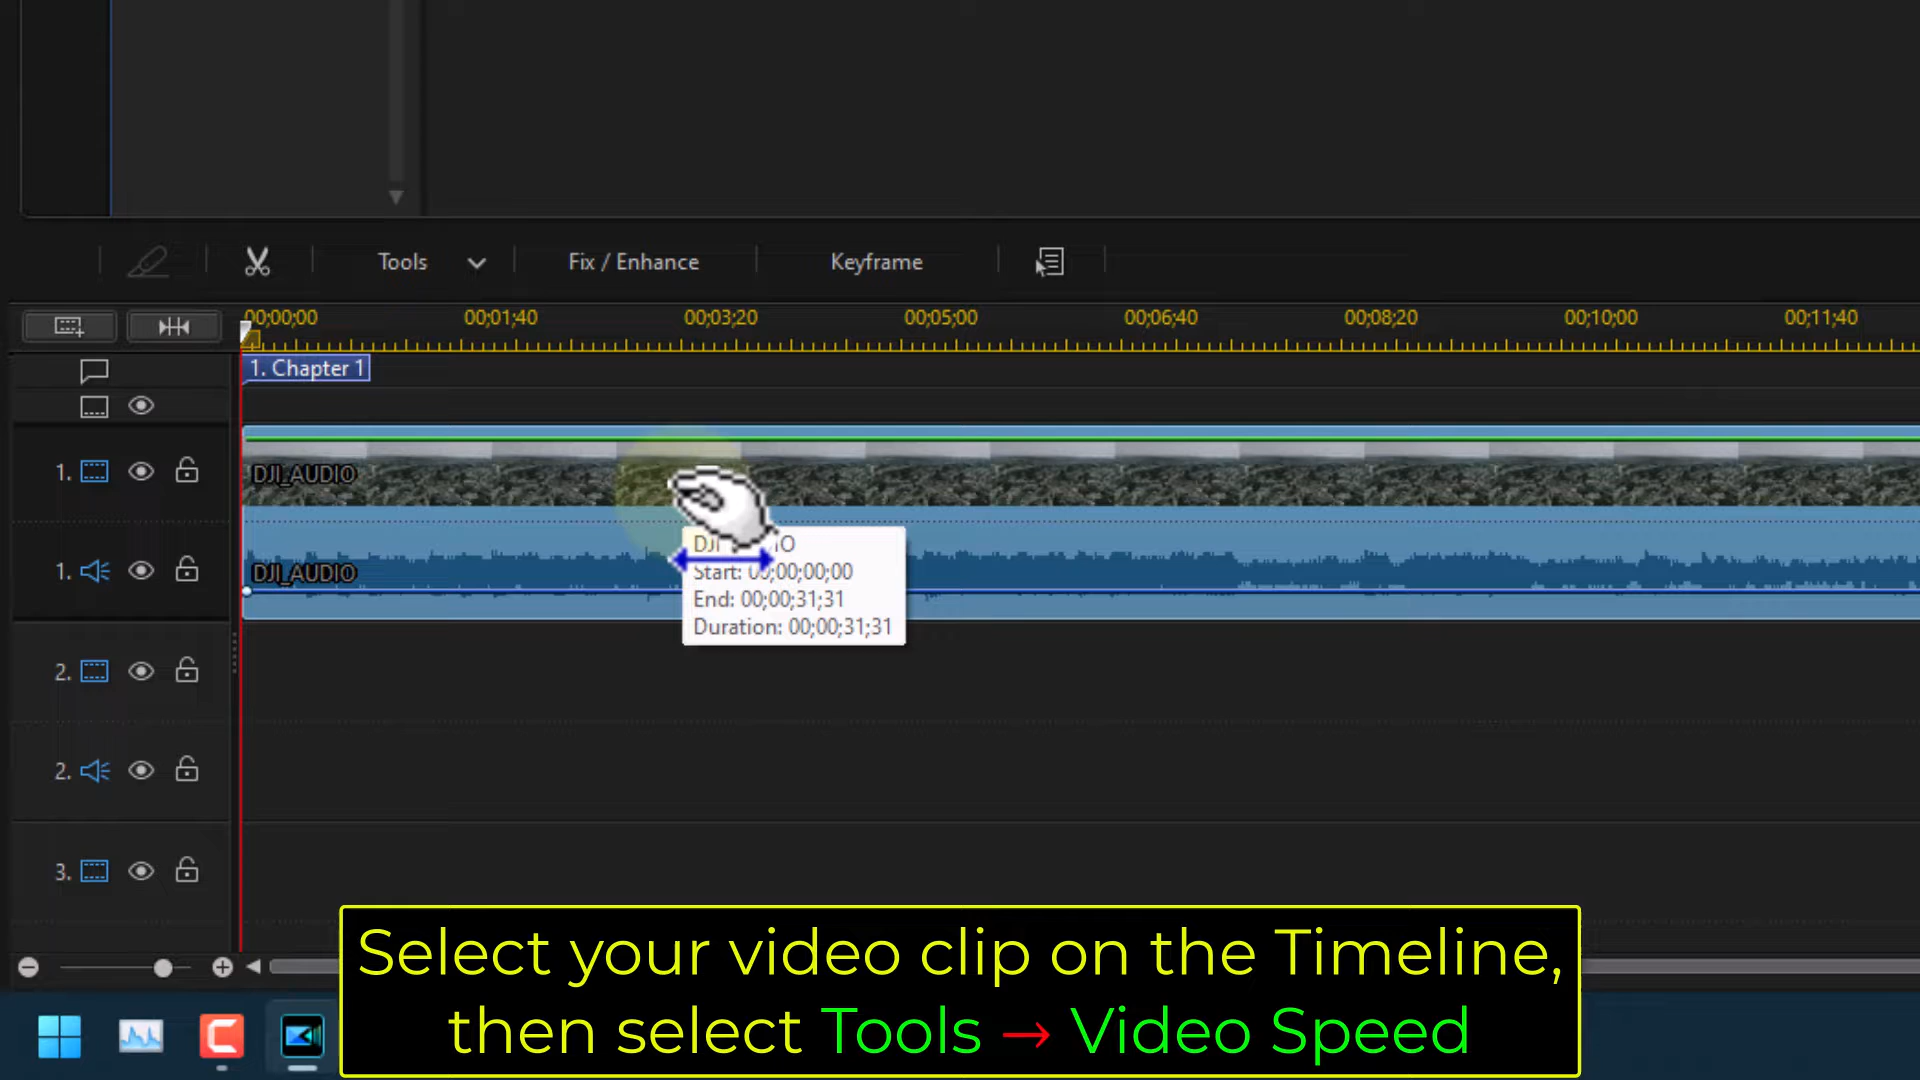 Tools
Fix / Enhance
Keyframe
00;00;00
00;01;40
00;03;20
00;05;00
00;06;40
00;08;20
00;10;00
00;11;40
1. Chapter 1
1.
DJI_AUDIO
1.
DJI_AUDIO
Start: 00;00;00;00
End: 00;00;31;31
Duration: 00;00;31;31
2.
2.
3.
Select your video clip on the Timeline,
then select Tools → Video Speed